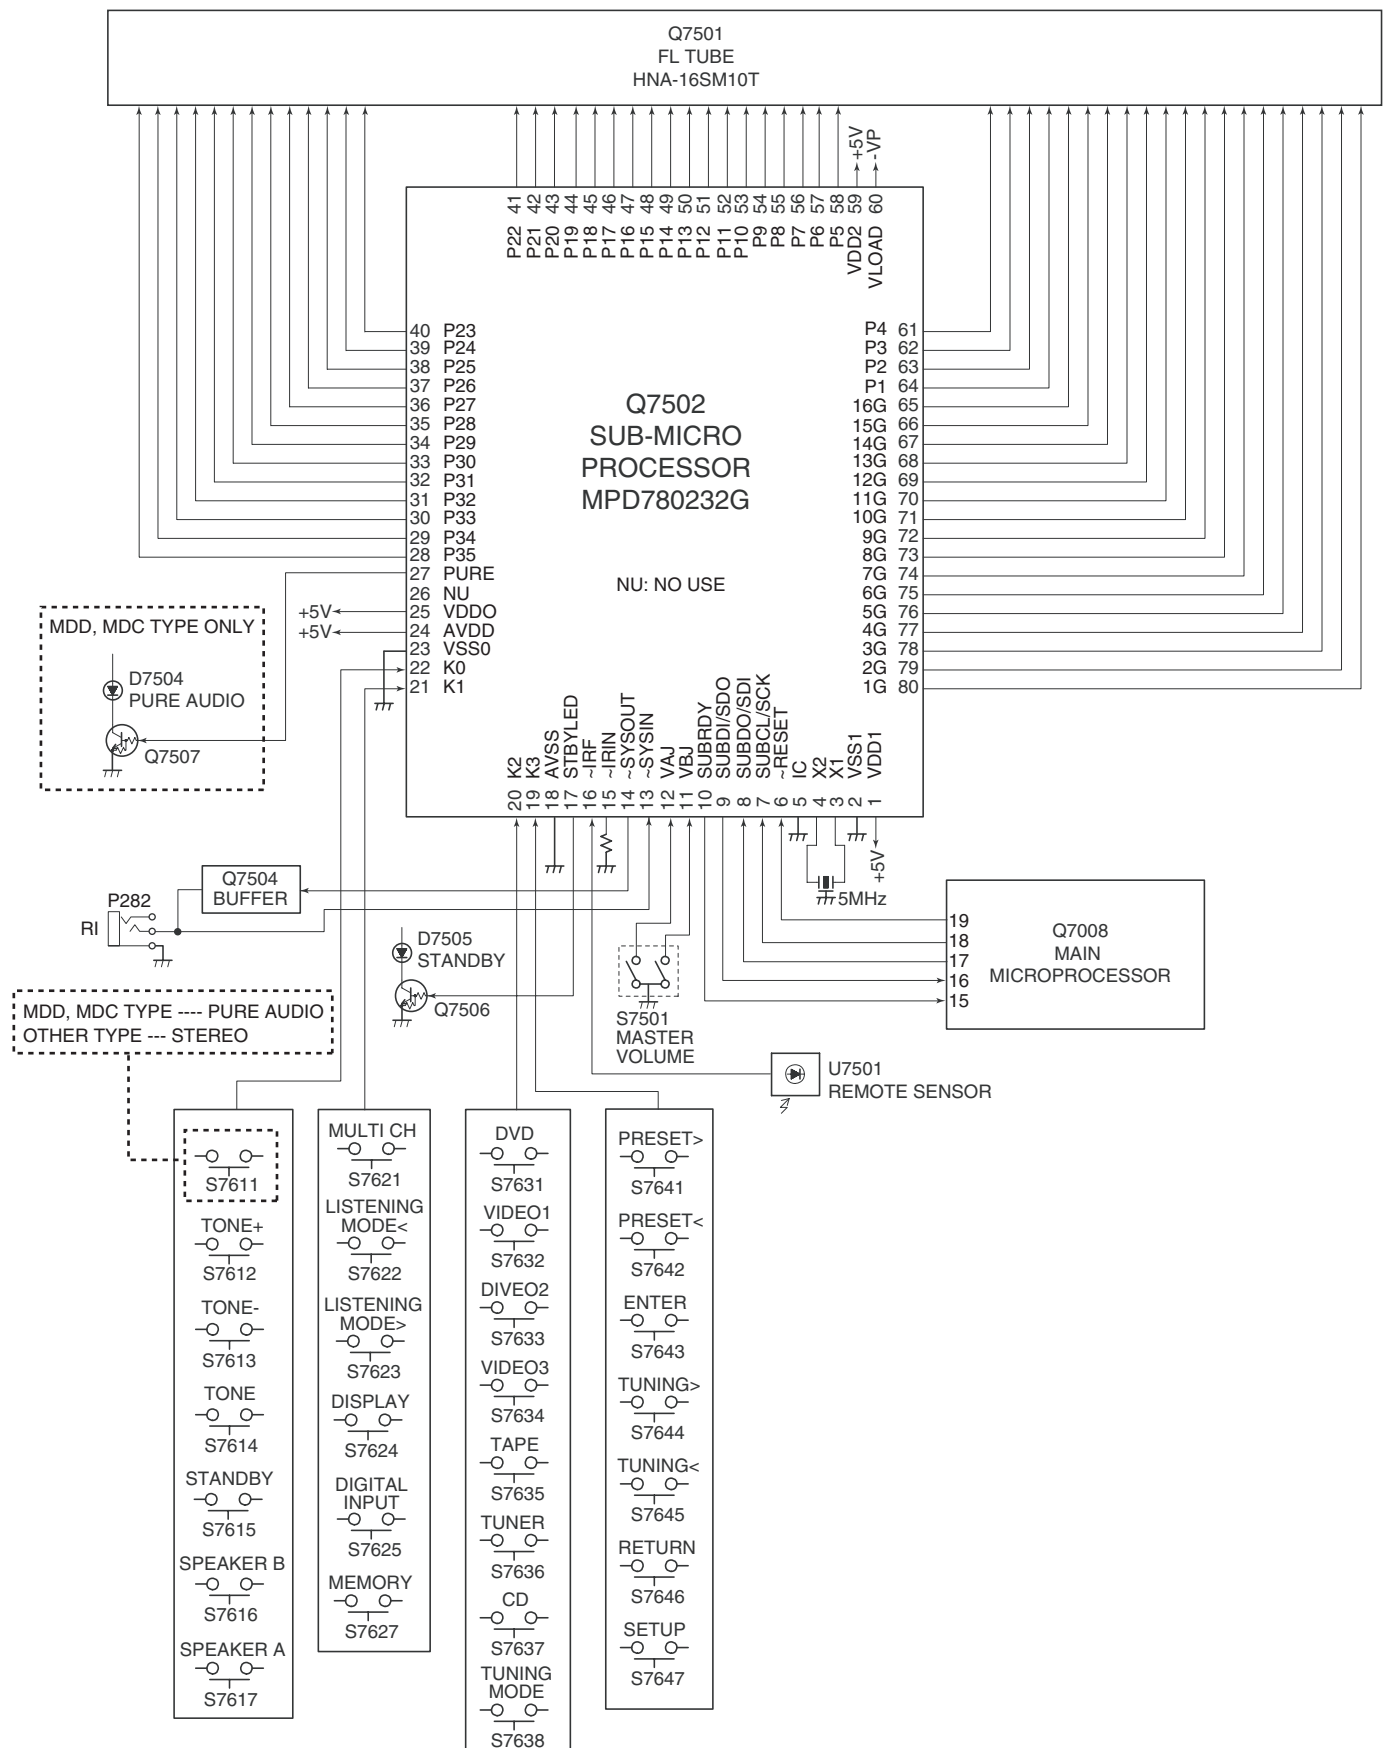 Q7501
FL TUBE
HNA-16SM10T
+5V
-VP
41 42 43 44 45 46 47 48 49 50 51 52 53 54 55 56 57 58 59 60
P22 P21 P20 P19 P18 P17 P16 P15 P14 P13 P12 P11 P10 P9 P8 P7 P6 P5 VDD2 VLOAD
40 P23
39 P24
38 P25
37 P26
36 P27
35 P28
34 P29
33 P30
32 P31
31 P32
30 P33
29 P34
28 P35
27 PURE
26 NU
+5V 25 VDDO
+5V 24 AVDD
23 VSS0
22 K0
21 K1
Q7502
SUB-MICRO
PROCESSOR
MPD780232G
NU: NO USE
P4 61
P3 62
P2 63
P1 64
16G 65
15G 66
14G 67
13G 68
12G 69
11G 70
10G 71
9G 72
8G 73
7G 74
6G 75
5G 76
4G 77
3G 78
2G 79
1G 80
MDD, MDC TYPE ONLY
D7504
PURE AUDIO
Q7507
K2 K3 AVSS STBYLED ~IRF ~IRIN ~SYSOUT ~SYSIN VAJ VBJ SUBRDY SUBDI/SDO SUBDO/SDI SUBCL/SCK ~RESET IC X2 X1 VSS1 VDD1
20 19 18 17 16 15 14 13 12 11 10 9 8 7 6 5 4 3 2 1
+5V
5MHz
Q7504
BUFFER
P282
RI
D7505
STANDBY
Q7506
S7501
MASTER
VOLUME
19
18
17
16
15
Q7008
MAIN
MICROPROCESSOR
U7501
REMOTE SENSOR
MDD, MDC TYPE ---- PURE AUDIO
OTHER TYPE --- STEREO
S7611
TONE+
S7612
TONE-
S7613
TONE
S7614
STANDBY
S7615
SPEAKER B
S7616
SPEAKER A
S7617
MULTI CH
S7621
LISTENING
MODE<
S7622
LISTENING
MODE>
S7623
DISPLAY
S7624
DIGITAL
INPUT
S7625
MEMORY
S7627
DVD
S7631
VIDEO1
S7632
DIVEO2
S7633
VIDEO3
S7634
TAPE
S7635
TUNER
S7636
CD
S7637
TUNING
MODE
S7638
PRESET>
S7641
PRESET<
S7642
ENTER
S7643
TUNING>
S7644
TUNING<
S7645
RETURN
S7646
SETUP
S7647